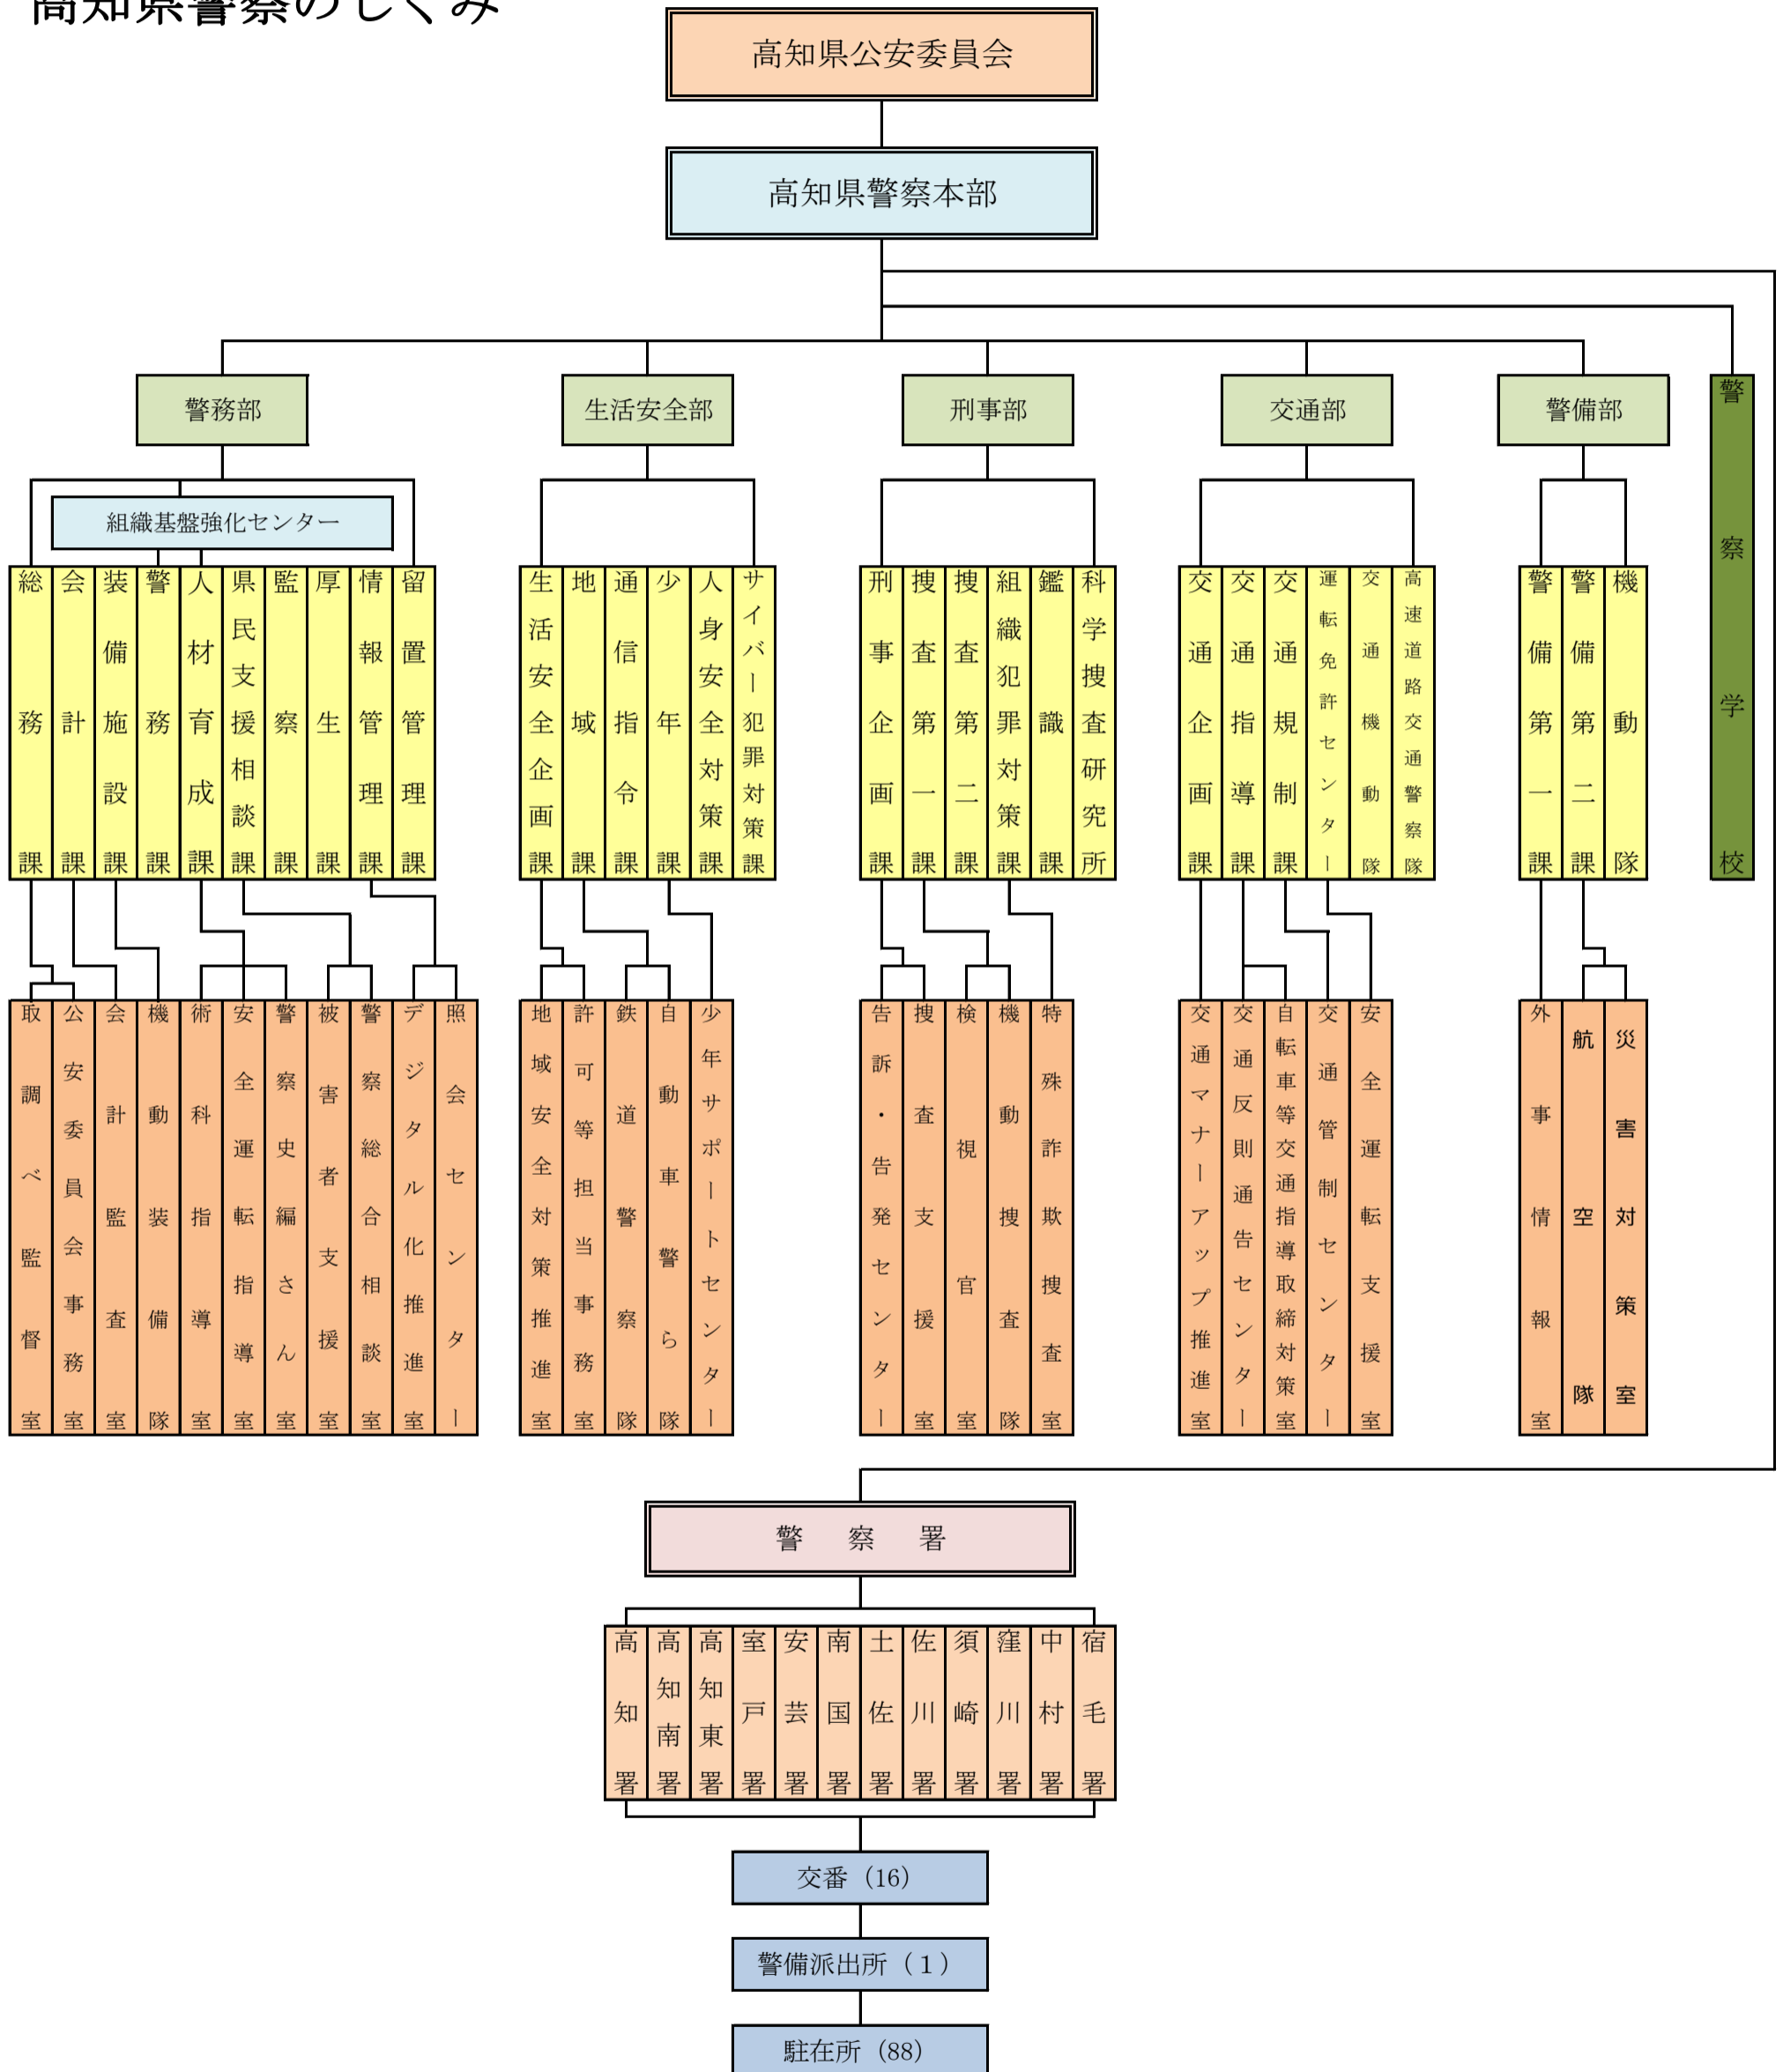 高知県警察のしくみ
高知県公安委員会
高知県警察本部
警務部
生活安全部
刑事部
交通部
警備部
警察学校
組織基盤強化センター
総務課
会計課
装備施設課
警務課
人材育成課
県民支援相談課
監察課
厚生課
情報管理課
留置管理課
生活安全企画課
地域課
通信指令課
少年課
人身安全対策課
サイバー犯罪対策課
刑事企画課
捜査第一課
捜査第二課
組織犯罪対策課
鑑識課
科学捜査研究所
交通企画課
交通指導課
交通規制課
運転免許センター
交通機動隊
高速道路交通警察隊
警備第一課
警備第二課
機動隊
取調べ監督室
公安委員会事務室
会計監査室
機動装備隊
術科指導室
安全運転指導室
警察史編さん室
被害者支援室
警察総合相談室
デジタル化推進室
照会センター
地域安全対策推進室
許可等担当事務室
鉄道警察隊
自動車警ら隊
少年サポートセンター
告訴・告発センター
捜査支援室
検視官室
機動捜査隊
特殊詐欺捜査室
交通マナーアップ推進室
交通反則通告センター
自転車等交通指導取締対策室
交通管制センター
安全運転支援室
外事情報室
航空隊
災害対策室
警察署
高知署
高知南署
高知東署
室戸署
安芸署
南国署
土佐署
佐川署
須崎署
窪川署
中村署
宿毛署
交番（16）
警備派出所（１）
駐在所（88）